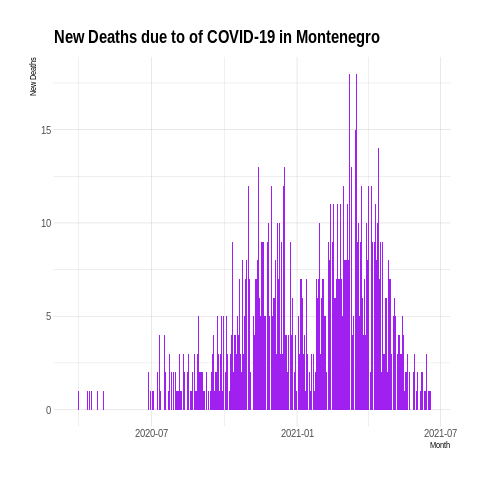 New Deaths due to of COVID-19 in Montenegro
New Deaths
15
10
5
0
2020-07
2021-01
2021-07
Month